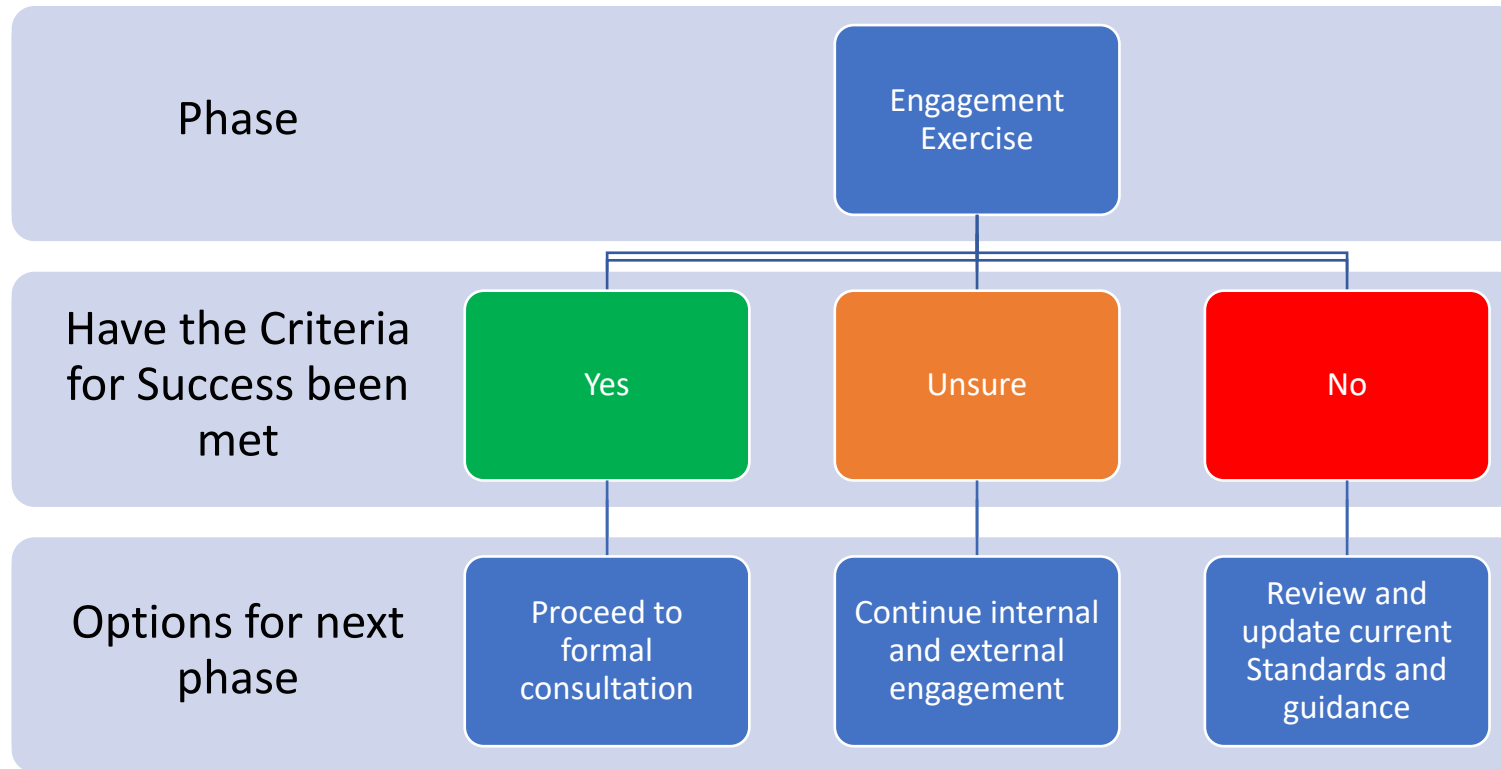 Phase
Engagement
Exercise
Have the Criteria
for Success been
met
Yes
Unsure
No
Options for next
phase
Proceed to
formal
consultation
Continue internal
and external
engagement
Review and
update current
Standards and
guidance